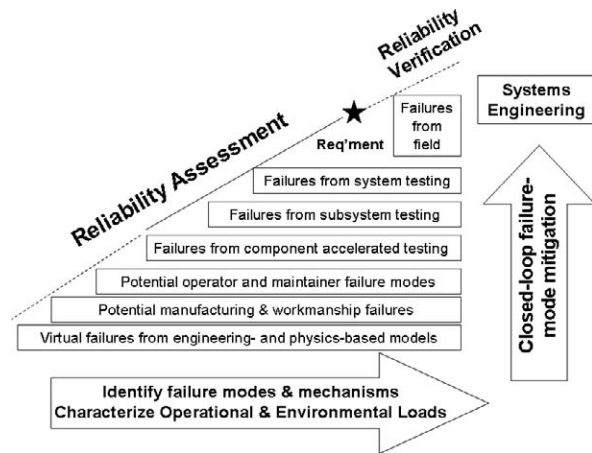 Reliability
Verification
Reliability Assessment
Systems
Engineering
Failures
from
field
Req'ment
Failures from system testing
Failures from subsystem testing
Failures from component accelerated testing
Potential operator and maintainer failure modes
Potential manufacturing & workmanship failures
Virtual failures from engineering- and physics-based models
Closed-loop failure-
mode mitigation
Identify failure modes & mechanisms
Characterize Operational & Environmental Loads